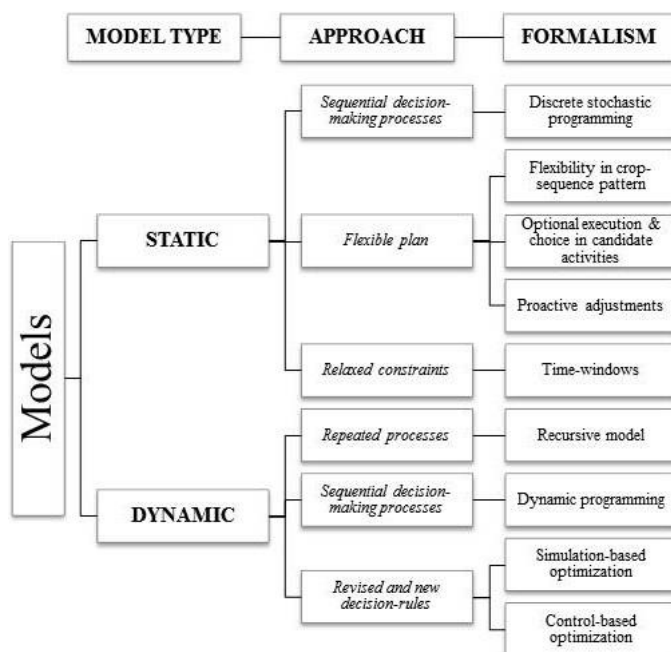 MODEL TYPE
APPROACH
FORMALISM
Models
STATIC
Sequential decision-
making processes
Discrete stochastic
programming
Flexible plan
Flexibility in crop-
sequence pattern
Optional execution &
choice in candidate
activities
Proactive adjustments
Relaxed constraints
Time-windows
DYNAMIC
Repeated processes
Recursive model
Sequential decision-
making processes
Dynamic programming
Revised and new
decision-rules
Simulation-based
optimization
Control-based
optimization